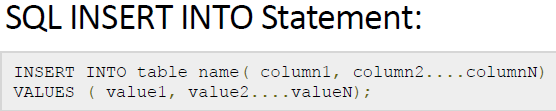 SQL INSERT INTO Statement:
INSERT INTO table name( column1, column2....columnN)
VALUES ( value1, value2....valueN);